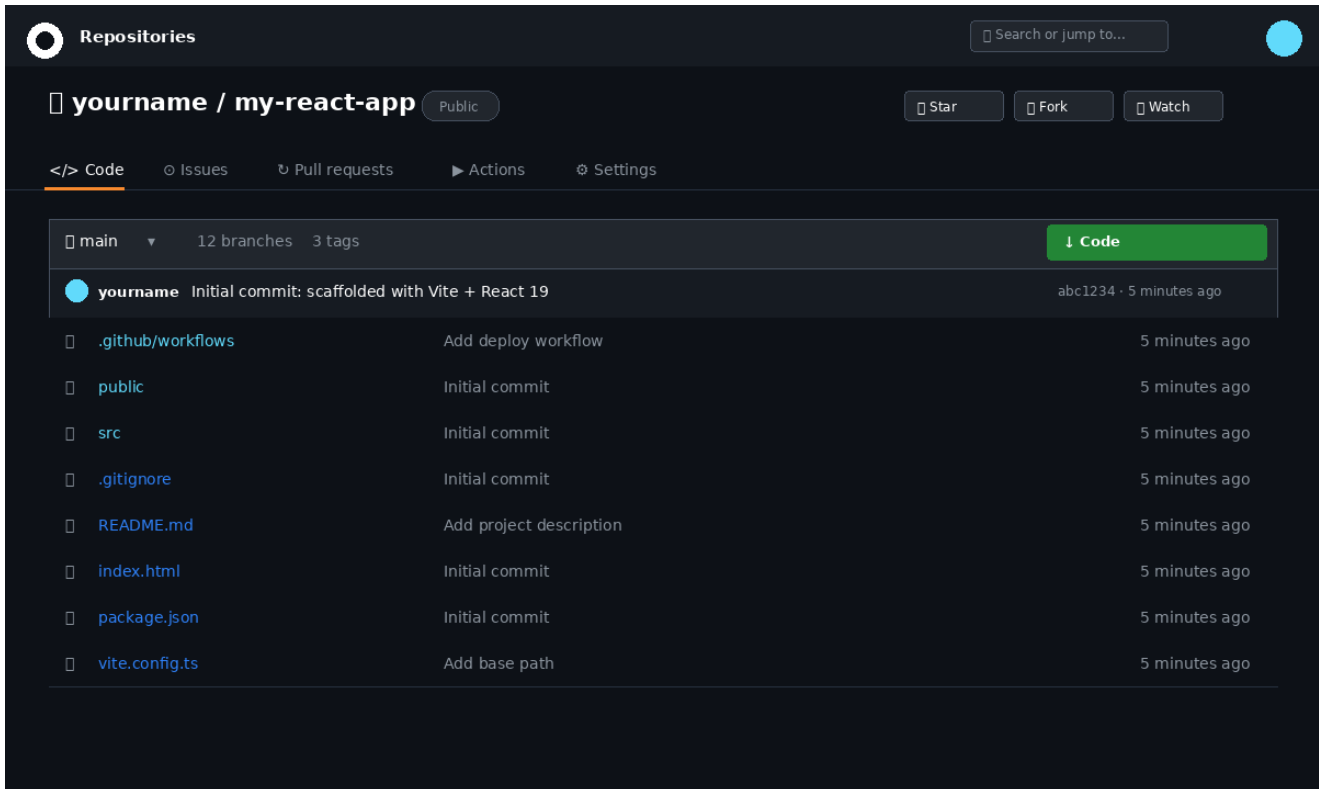 Repositories
Search or jump to...
yourname / my-react-app Public
Star Fork Watch
</> Code ⊙ Issues ↻ Pull requests ▶ Actions ⚙ Settings
main ▾ 12 branches 3 tags ↓ Code
yourname Initial commit: scaffolded with Vite + React 19 abc1234 · 5 minutes ago
.github/workflows Add deploy workflow 5 minutes ago
public Initial commit 5 minutes ago
src Initial commit 5 minutes ago
.gitignore Initial commit 5 minutes ago
README.md Add project description 5 minutes ago
index.html Initial commit 5 minutes ago
package.json Initial commit 5 minutes ago
vite.config.ts Add base path 5 minutes ago